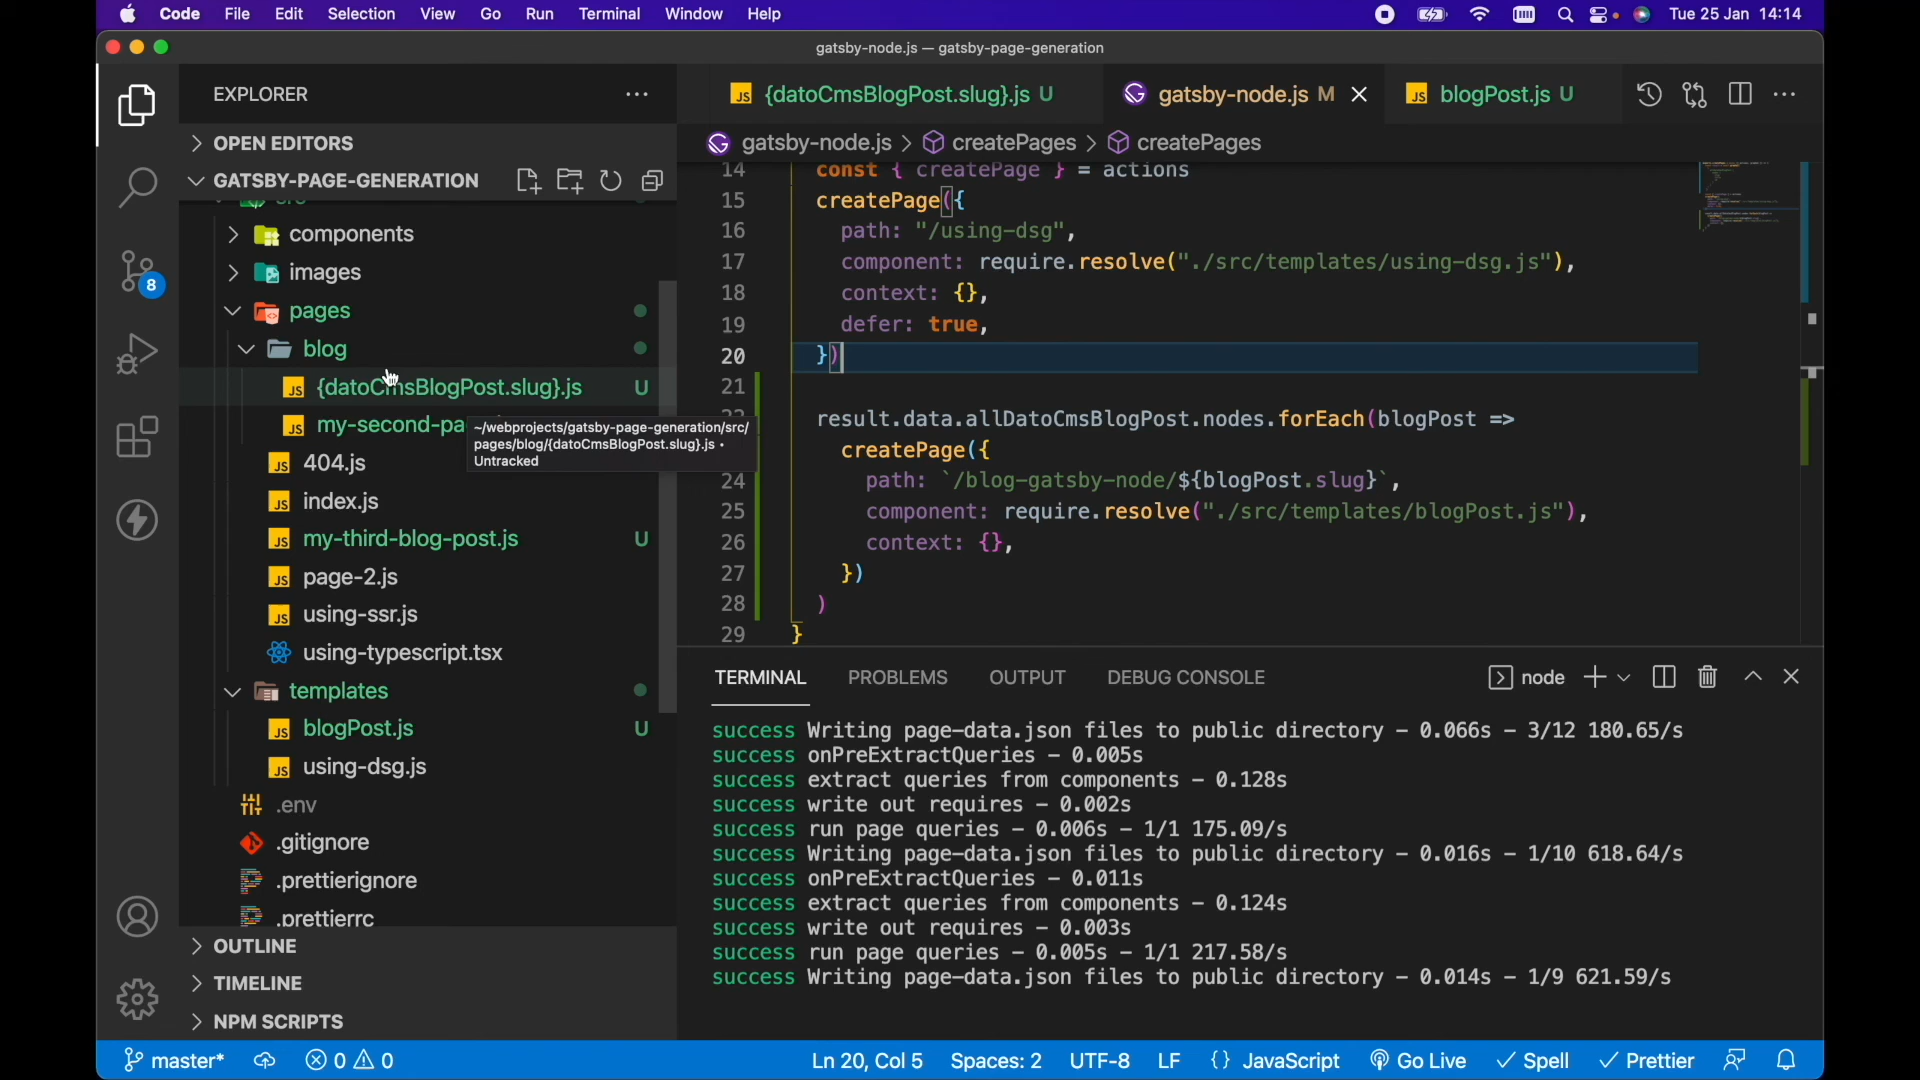 Code File Edit Selection View Go Run Terminal Window Help Tue 25 Jan 14:14
gatsby-node.js — gatsby-page-generation
EXPLORER
OPEN EDITORS
GATSBY-PAGE-GENERATION
src
components
images
pages
blog
{datoCmsBlogPost.slug}.js U
my-second-pa
~/webprojects/gatsby-page-generation/src/
pages/blog/{datoCmsBlogPost.slug}.js •
Untracked
404.js
index.js
my-third-blog-post.js U
page-2.js
using-ssr.js
using-typescript.tsx
templates
blogPost.js U
using-dsg.js
.env
.gitignore
.prettierignore
.prettierrc
OUTLINE
TIMELINE
NPM SCRIPTS
8
{datoCmsBlogPost.slug}.js U gatsby-node.js M blogPost.js U
gatsby-node.js > createPages > createPages
14 const { createPage } = actions
15 createPage({
16 path: "/using-dsg",
17 component: require.resolve("./src/templates/using-dsg.js"),
18 context: {},
19 defer: true,
20 })
21
22 result.data.allDatoCmsBlogPost.nodes.forEach(blogPost =>
createPage({
24 path: `/blog-gatsby-node/${blogPost.slug}`,
25 component: require.resolve("./src/templates/blogPost.js"),
26 context: {},
27 })
28 )
29 }
TERMINAL PROBLEMS OUTPUT DEBUG CONSOLE node
success Writing page-data.json files to public directory - 0.066s - 3/12 180.65/s
success onPreExtractQueries - 0.005s
success extract queries from components - 0.128s
success write out requires - 0.002s
success run page queries - 0.006s - 1/1 175.09/s
success Writing page-data.json files to public directory - 0.016s - 1/10 618.64/s
success onPreExtractQueries - 0.011s
success extract queries from components - 0.124s
success write out requires - 0.003s
success run page queries - 0.005s - 1/1 217.58/s
success Writing page-data.json files to public directory - 0.014s - 1/9 621.59/s
master* 0 0 Ln 20, Col 5 Spaces: 2 UTF-8 LF {} JavaScript Go Live Spell Prettier